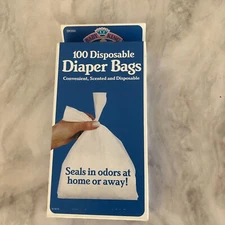 100 Disposable
Diaper Bags
Convenient, Scented and Disposable
Seals in odors at
home or away!